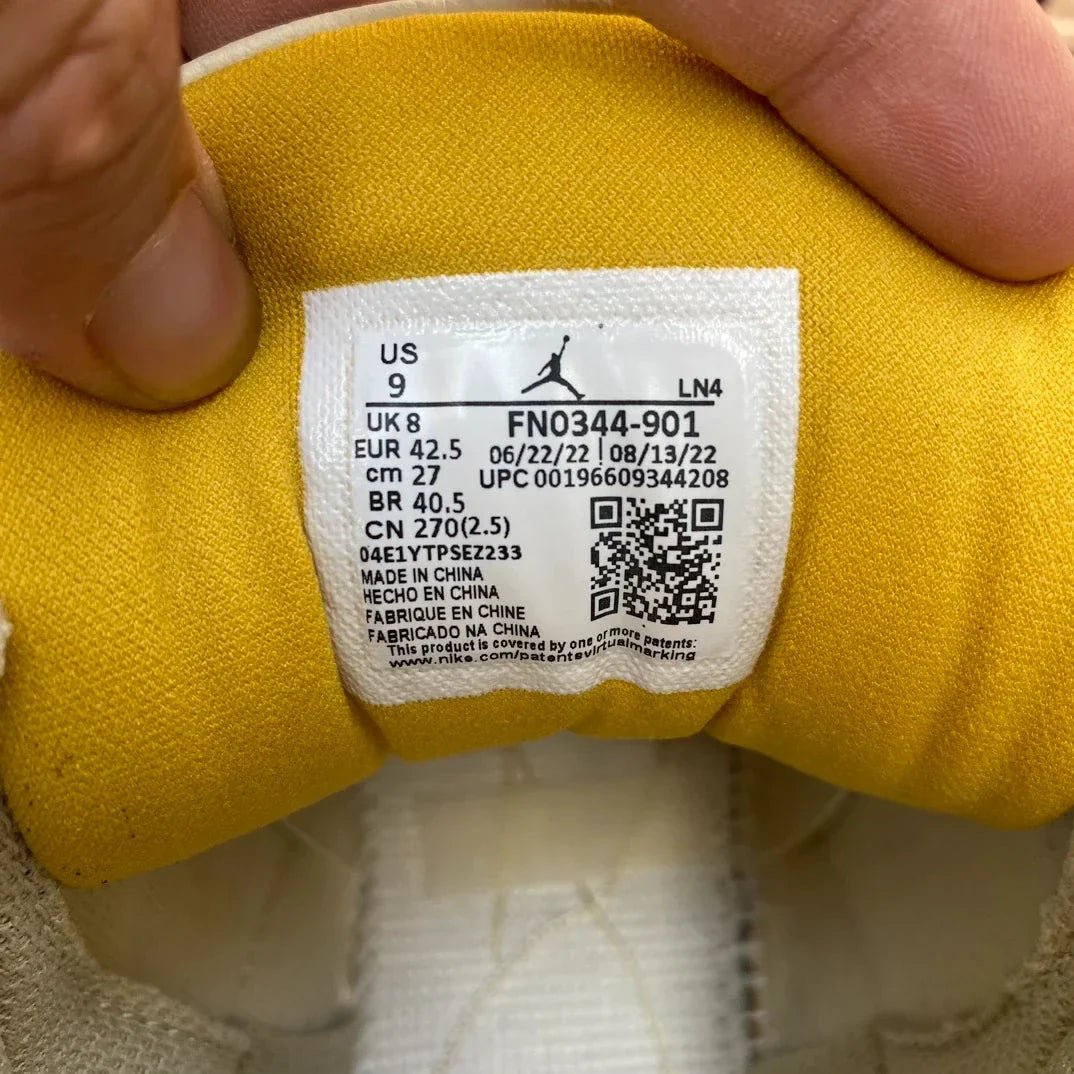 US
9
LN4
UK 8
FN0344-901
EUR 42.5
06/22/22 | 08/13/22
cm 27
UPC 00196609344208
BR 40.5
CN 270(2.5)
04E1YTPSEZ233
MADE IN CHINA
HECHO EN CHINA
FABRIQUE EN CHINE
FABRICADO NA CHINA
This product is covered by one or more patents:
www.nike.com/patentsvirtualmarking